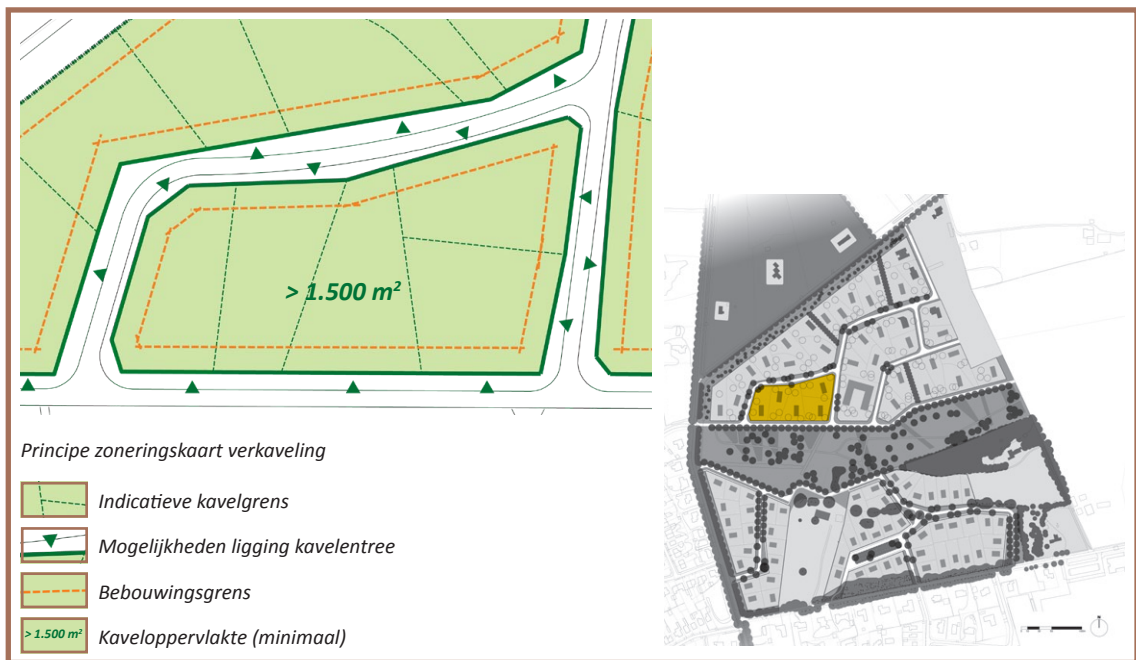 > 1.500 m²
Principe zoneringskaart verkaveling
Indicatieve kavelgrens
Mogelijkheden ligging kavelentree
Bebouwingsgrens
> 1.500 m²
Kaveloppervlakte (minimaal)